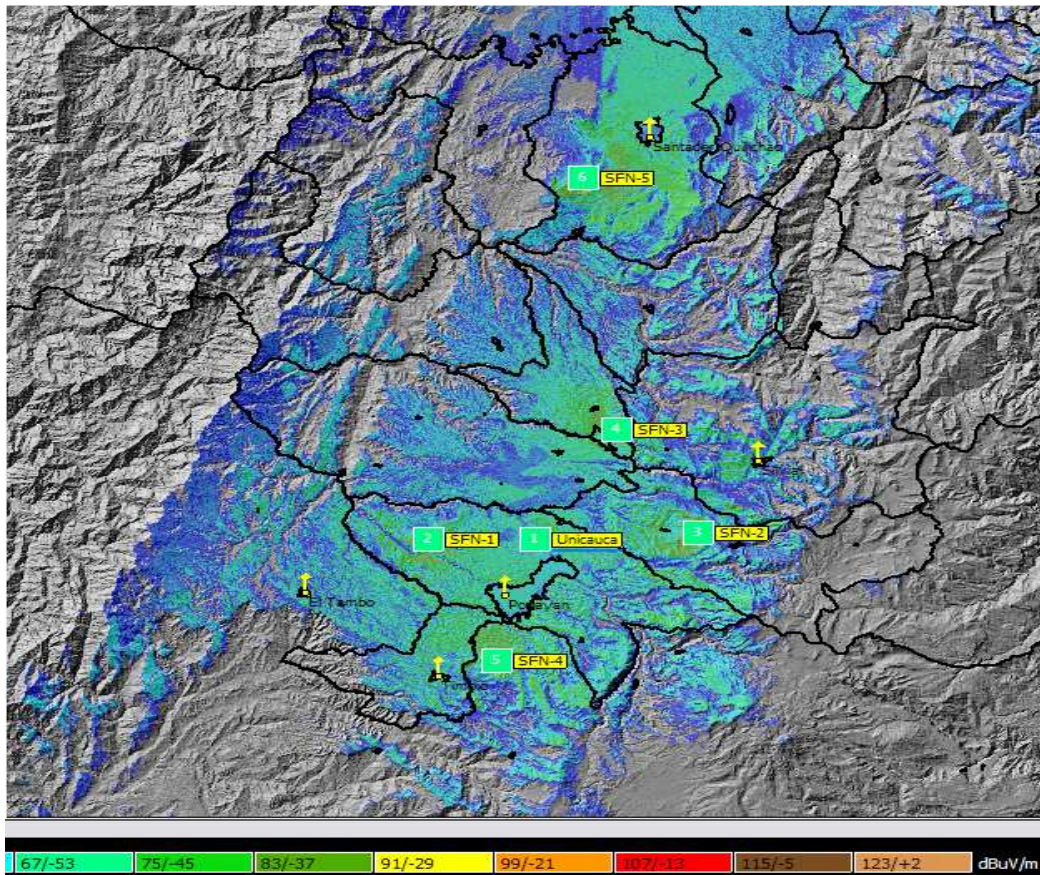 Santader Quilichao
6 SFN-5
4 SFN-3
3 SFN-2
2 SFN-1
1 Unicauca
El Tambo
Popayan
5 SFN-4
67/-53 75/-45 83/-37 91/-29 99/-21 107/-13 115/-5 123/+2 dBuV/m